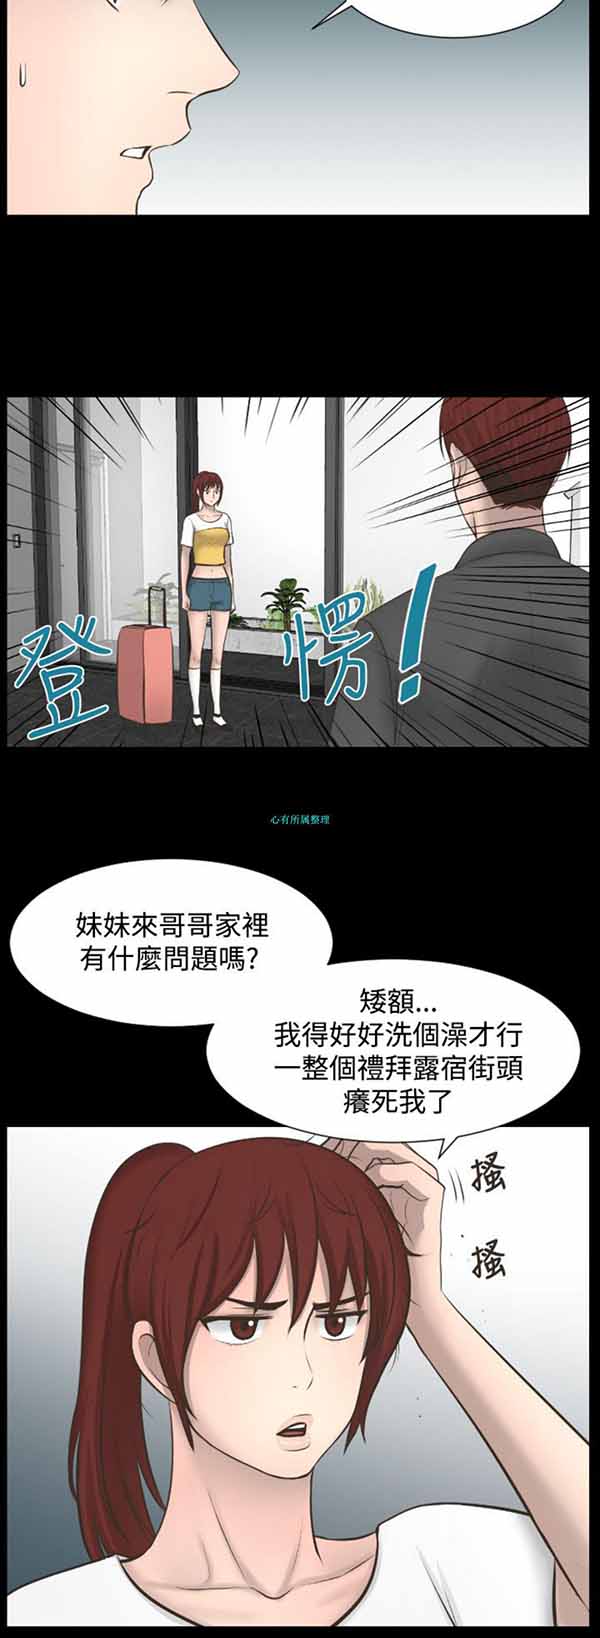 登
愣!
心有所属整理
妹妹來哥哥家裡
有什麼問題嗎?
矮額...
我得好好洗個澡才行
一整個禮拜露宿街頭
癢死我了
搔
搔